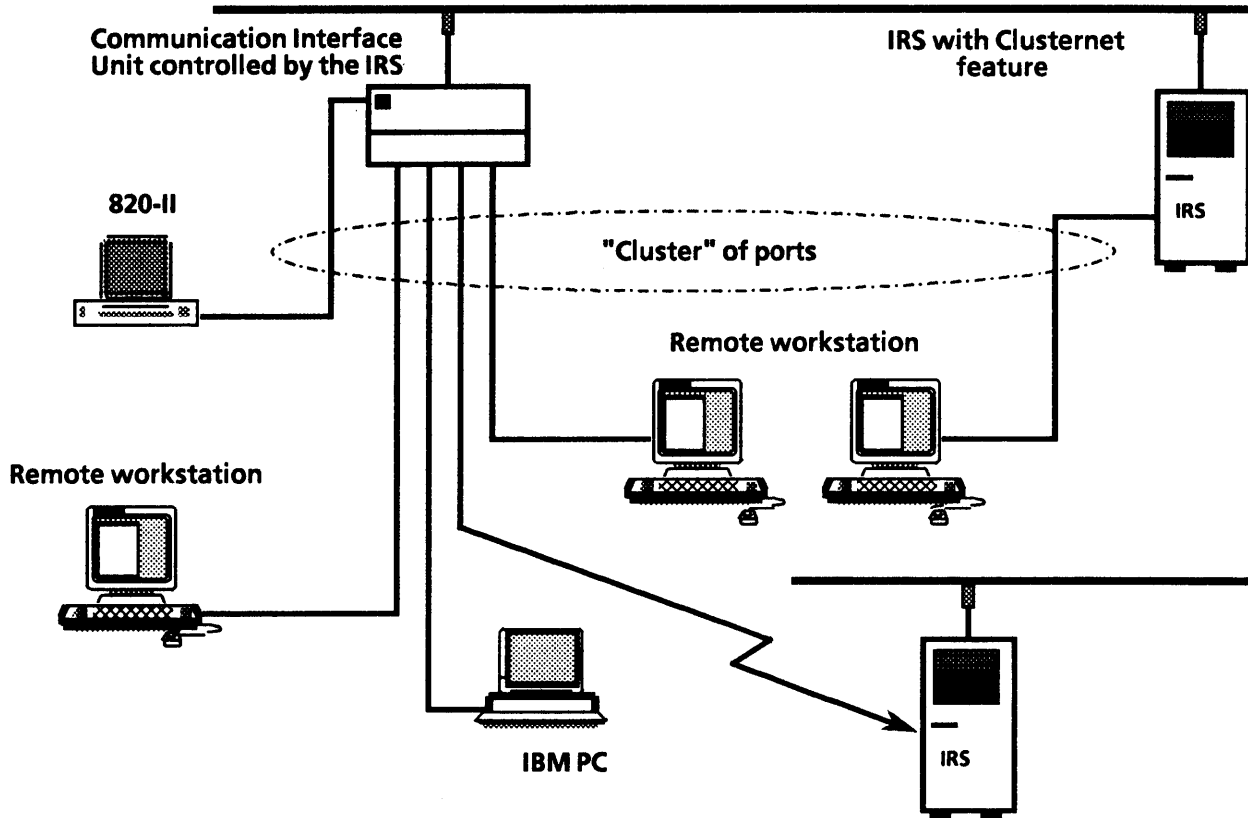 Communication Interface
Unit controlled by the IRS
IRS with Clusternet
feature
820-II
IRS
"Cluster" of ports
Remote workstation
Remote workstation
IBM PC
IRS